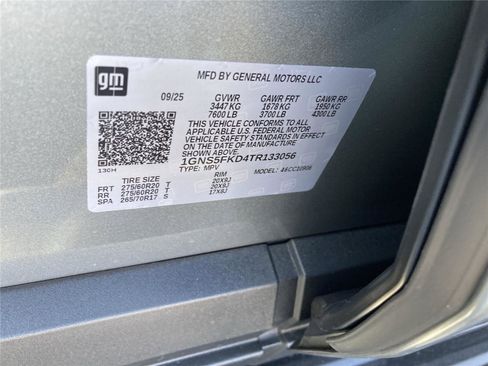 gm
MFD BY GENERAL MOTORS LLC
09/25 GVWR GAWR FRT GAWR RR
3447 KG 1678 KG 1950 KG
7600 LB 3700 LB 4300 LB
THIS VEHICLE CONFORMS TO ALL
APPLICABLE U.S. FEDERAL MOTOR
VEHICLE SAFETY STANDARDS IN EFFECT
ON THE DATE OF MANUFACTURE
SHOWN ABOVE.
1GNS5FKD4TR133056
TYPE: MPV MODEL:
TIRE SIZE RIM
FRT 275/60R20 T 20X9J
RR 275/60R20 T 20X9J
SPA 265/70R17 S 17X8J